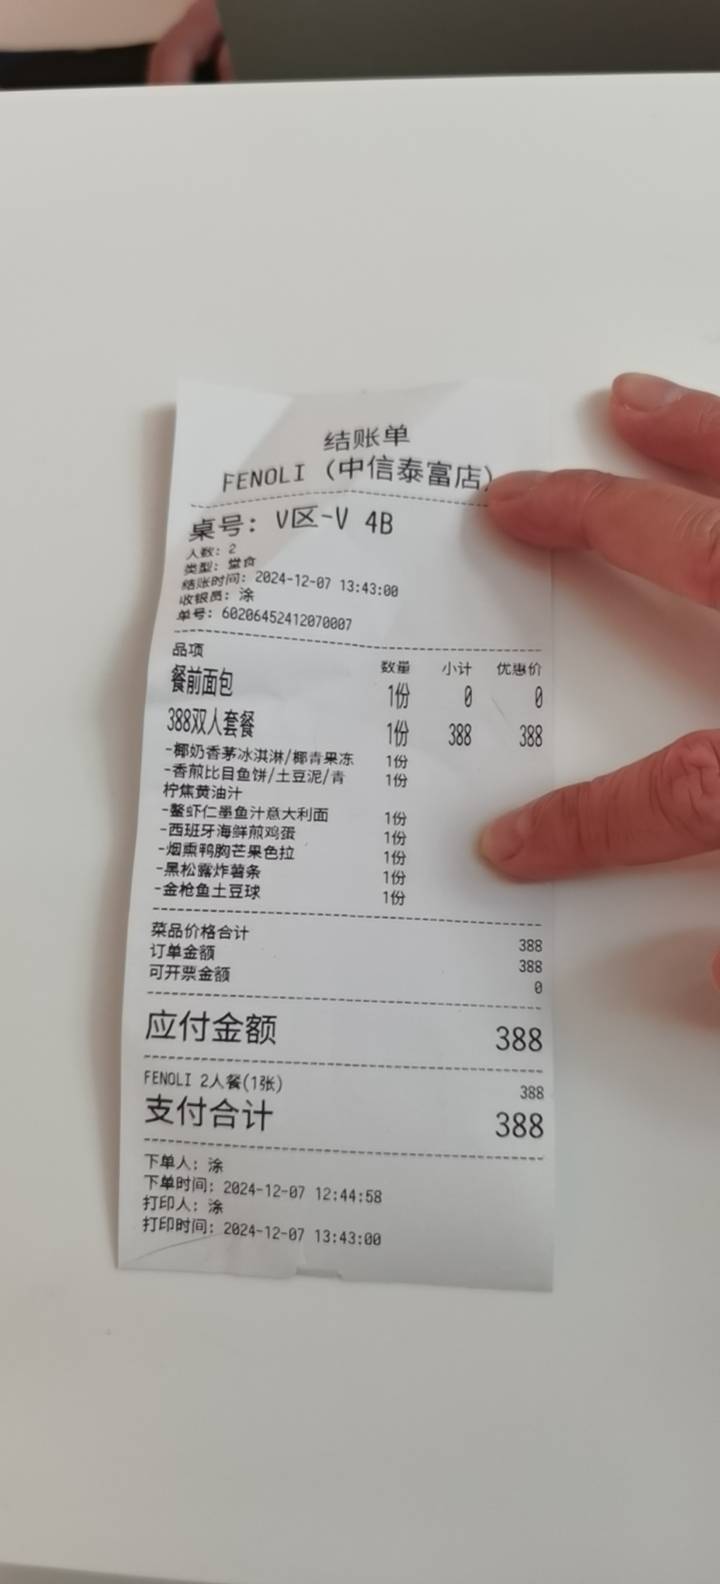 结账单
FENOLI (中信泰富店)
桌号: V区-V 4B
人数: 2
类型: 堂食
结账时间: 2024-12-07 13:43:00
收银员: 涂
单号: 60206452412070007
品项 数量 小计 优惠价
餐前面包 1份 0 0
388双人套餐 1份 388 388
-椰奶香茅冰淇淋/椰青果冻 1份
-香煎比目鱼饼/土豆泥/青 1份
柠焦黄油汁
-螯虾仁墨鱼汁意大利面 1份
-西班牙海鲜煎鸡蛋 1份
-烟熏鸭胸芒果色拉 1份
-黑松露炸薯条 1份
-金枪鱼土豆球 1份
菜品价格合计 388
订单金额 388
可开票金额 0
应付金额 388
FENOLI 2人餐(1张) 388
支付合计 388
下单人: 涂
下单时间: 2024-12-07 12:44:58
打印人: 涂
打印时间: 2024-12-07 13:43:00